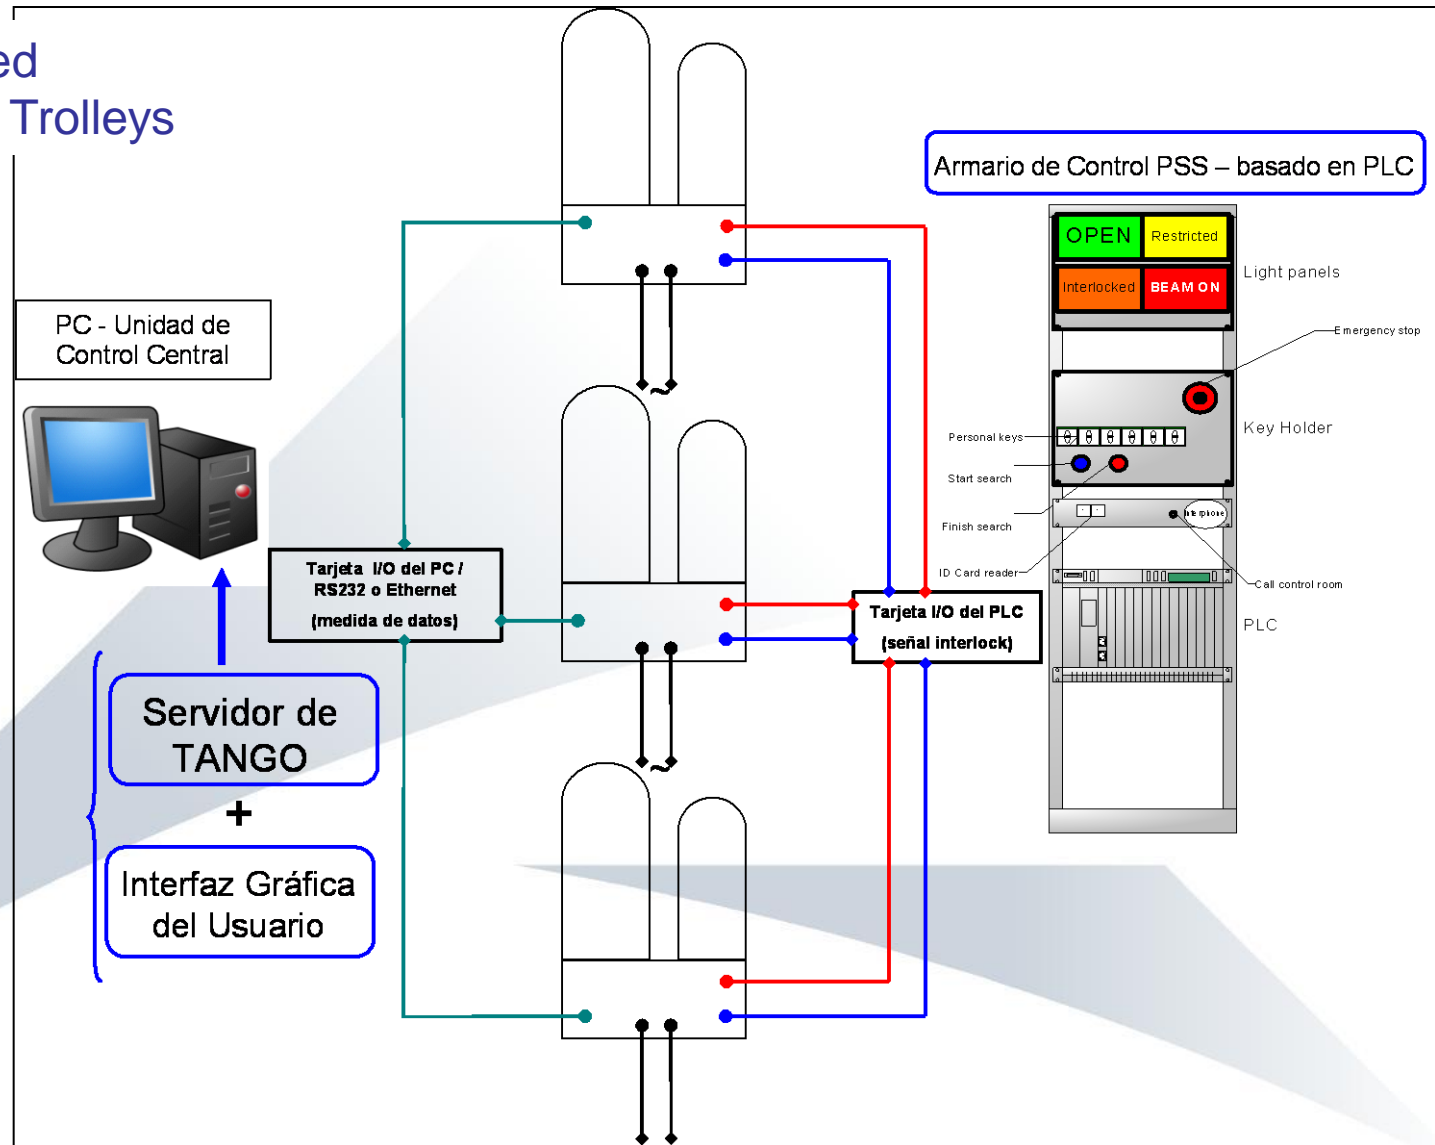 ed
Trolleys
Armario de Control PSS – basado en PLC
OPEN
Restricted
Interlocked
BEAM ON
Light panels
Emergency stop
PC - Unidad de
Control Central
Personal keys
Key Holder
Start search
Finish search
Interphone
ID Card reader
Call control room
PLC
Tarjeta I/O del PC /
RS232 o Ethernet
(medida de datos)
Tarjeta I/O del PLC
(señal interlock)
Servidor de
TANGO
+
Interfaz Gráfica
del Usuario
~
~